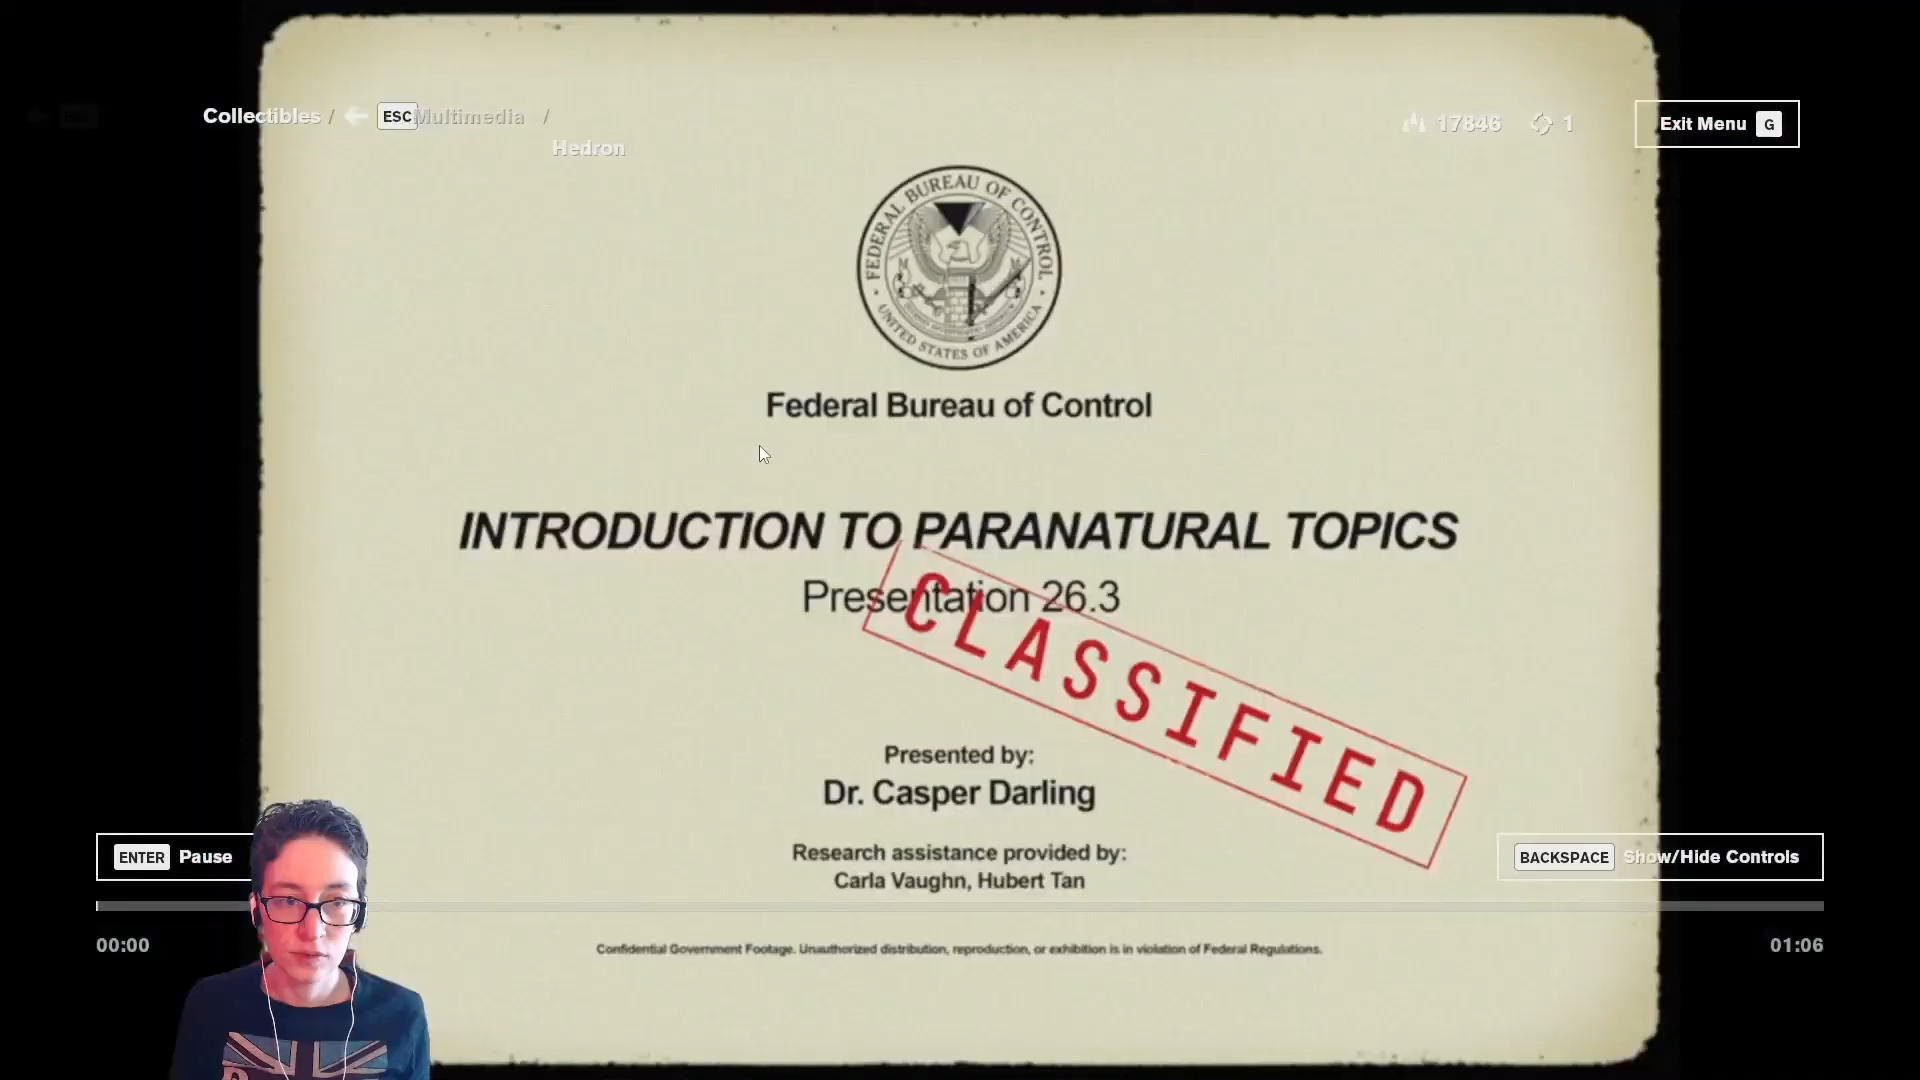 Collectibles / ESC Multimedia /
Hedron
17846 1
Exit Menu G
FEDERAL BUREAU OF CONTROL
UNITED STATES OF AMERICA
Federal Bureau of Control
INTRODUCTION TO PARANATURAL TOPICS
Presentation 26.3
CLASSIFIED
Presented by:
Dr. Casper Darling
Research assistance provided by:
Carla Vaughn, Hubert Tan
ENTER Pause
BACKSPACE Show/Hide Controls
00:00
01:06
Confidential Government Footage. Unauthorized distribution, reproduction, or exhibition is in violation of Federal Regulations.